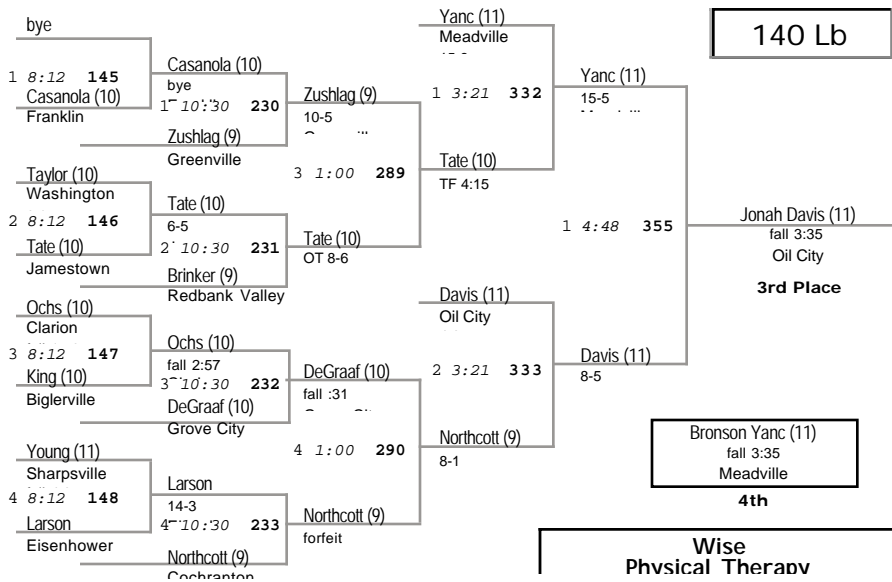 bye
1 8:12 145
Casanola (10)
Franklin
Taylor (10)
Washington
2 8:12 146
Tate (10)
Jamestown
Ochs (10)
Clarion
3 8:12 147
King (10)
Biglerville
Young (11)
Sharpsville
4 8:12 148
Larson
Eisenhower
Casanola (10)
bye
1 10:30 230
Zushlag (9)
Greenville
Tate (10)
6-5
2 10:30 231
Brinker (9)
Redbank Valley
Ochs (10)
fall 2:57
3 10:30 232
DeGraaf (10)
Grove City
Larson
14-3
4 10:30 233
Northcott (9)
Cochranton
Zushlag (9)
10-5
3 1:00 289
Tate (10)
OT 8-6
DeGraaf (10)
fall :31
4 1:00 290
Northcott (9)
forfeit
Yanc (11)
Meadville
1 3:21 332
Tate (10)
TF 4:15
Davis (11)
Oil City
2 3:21 333
Northcott (9)
8-1
Yanc (11)
15-5
1 4:48 355
Davis (11)
8-5
140 Lb
Jonah Davis (11)
fall 3:35
Oil City
3rd Place
Bronson Yanc (11)
fall 3:35
Meadville
4th
Wise
Physical Therapy